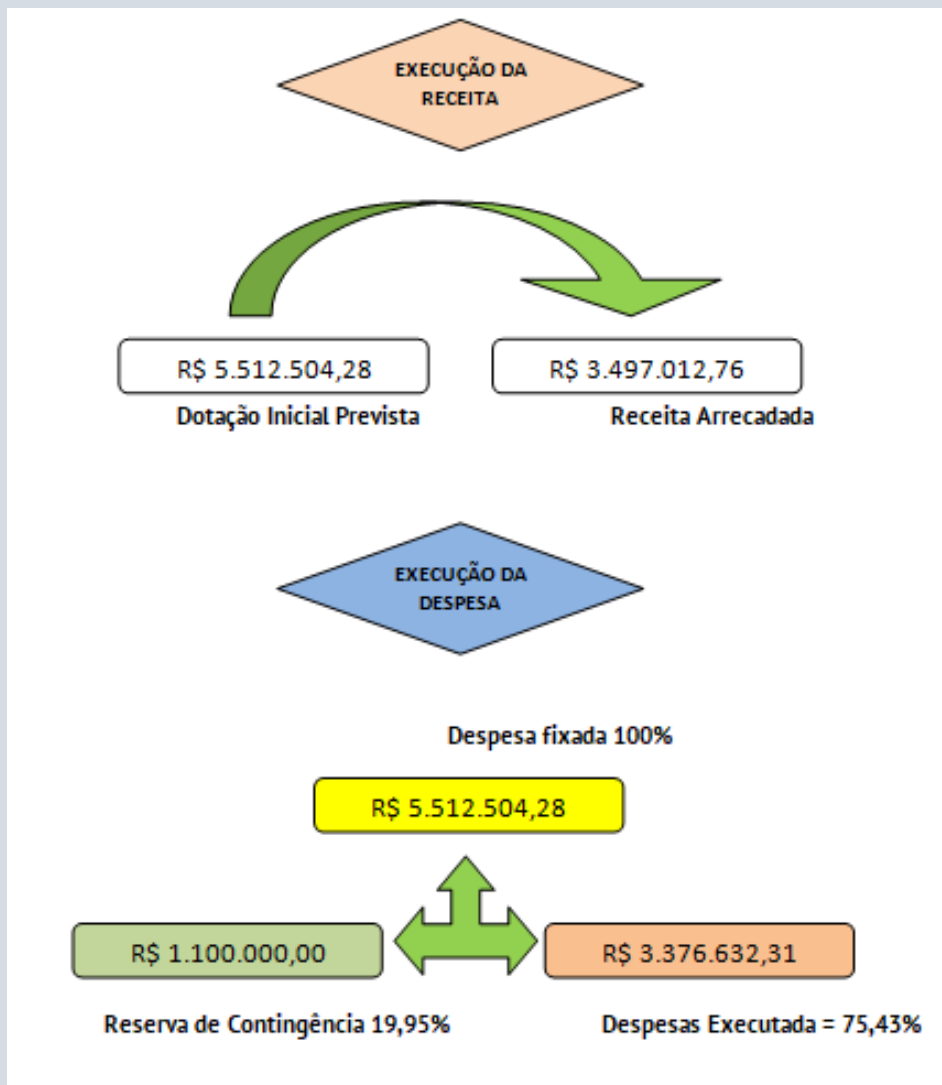 EXECUÇÃO DA
RECEITA
R$ 5.512.504,28
R$ 3.497.012,76
Dotação Inicial Prevista
Receita Arrecadada
EXECUÇÃO DA
DESPESA
Despesa fixada 100%
R$ 5.512.504,28
R$ 1.100.000,00
R$ 3.376.632,31
Reserva de Contingência 19,95%
Despesas Executada = 75,43%